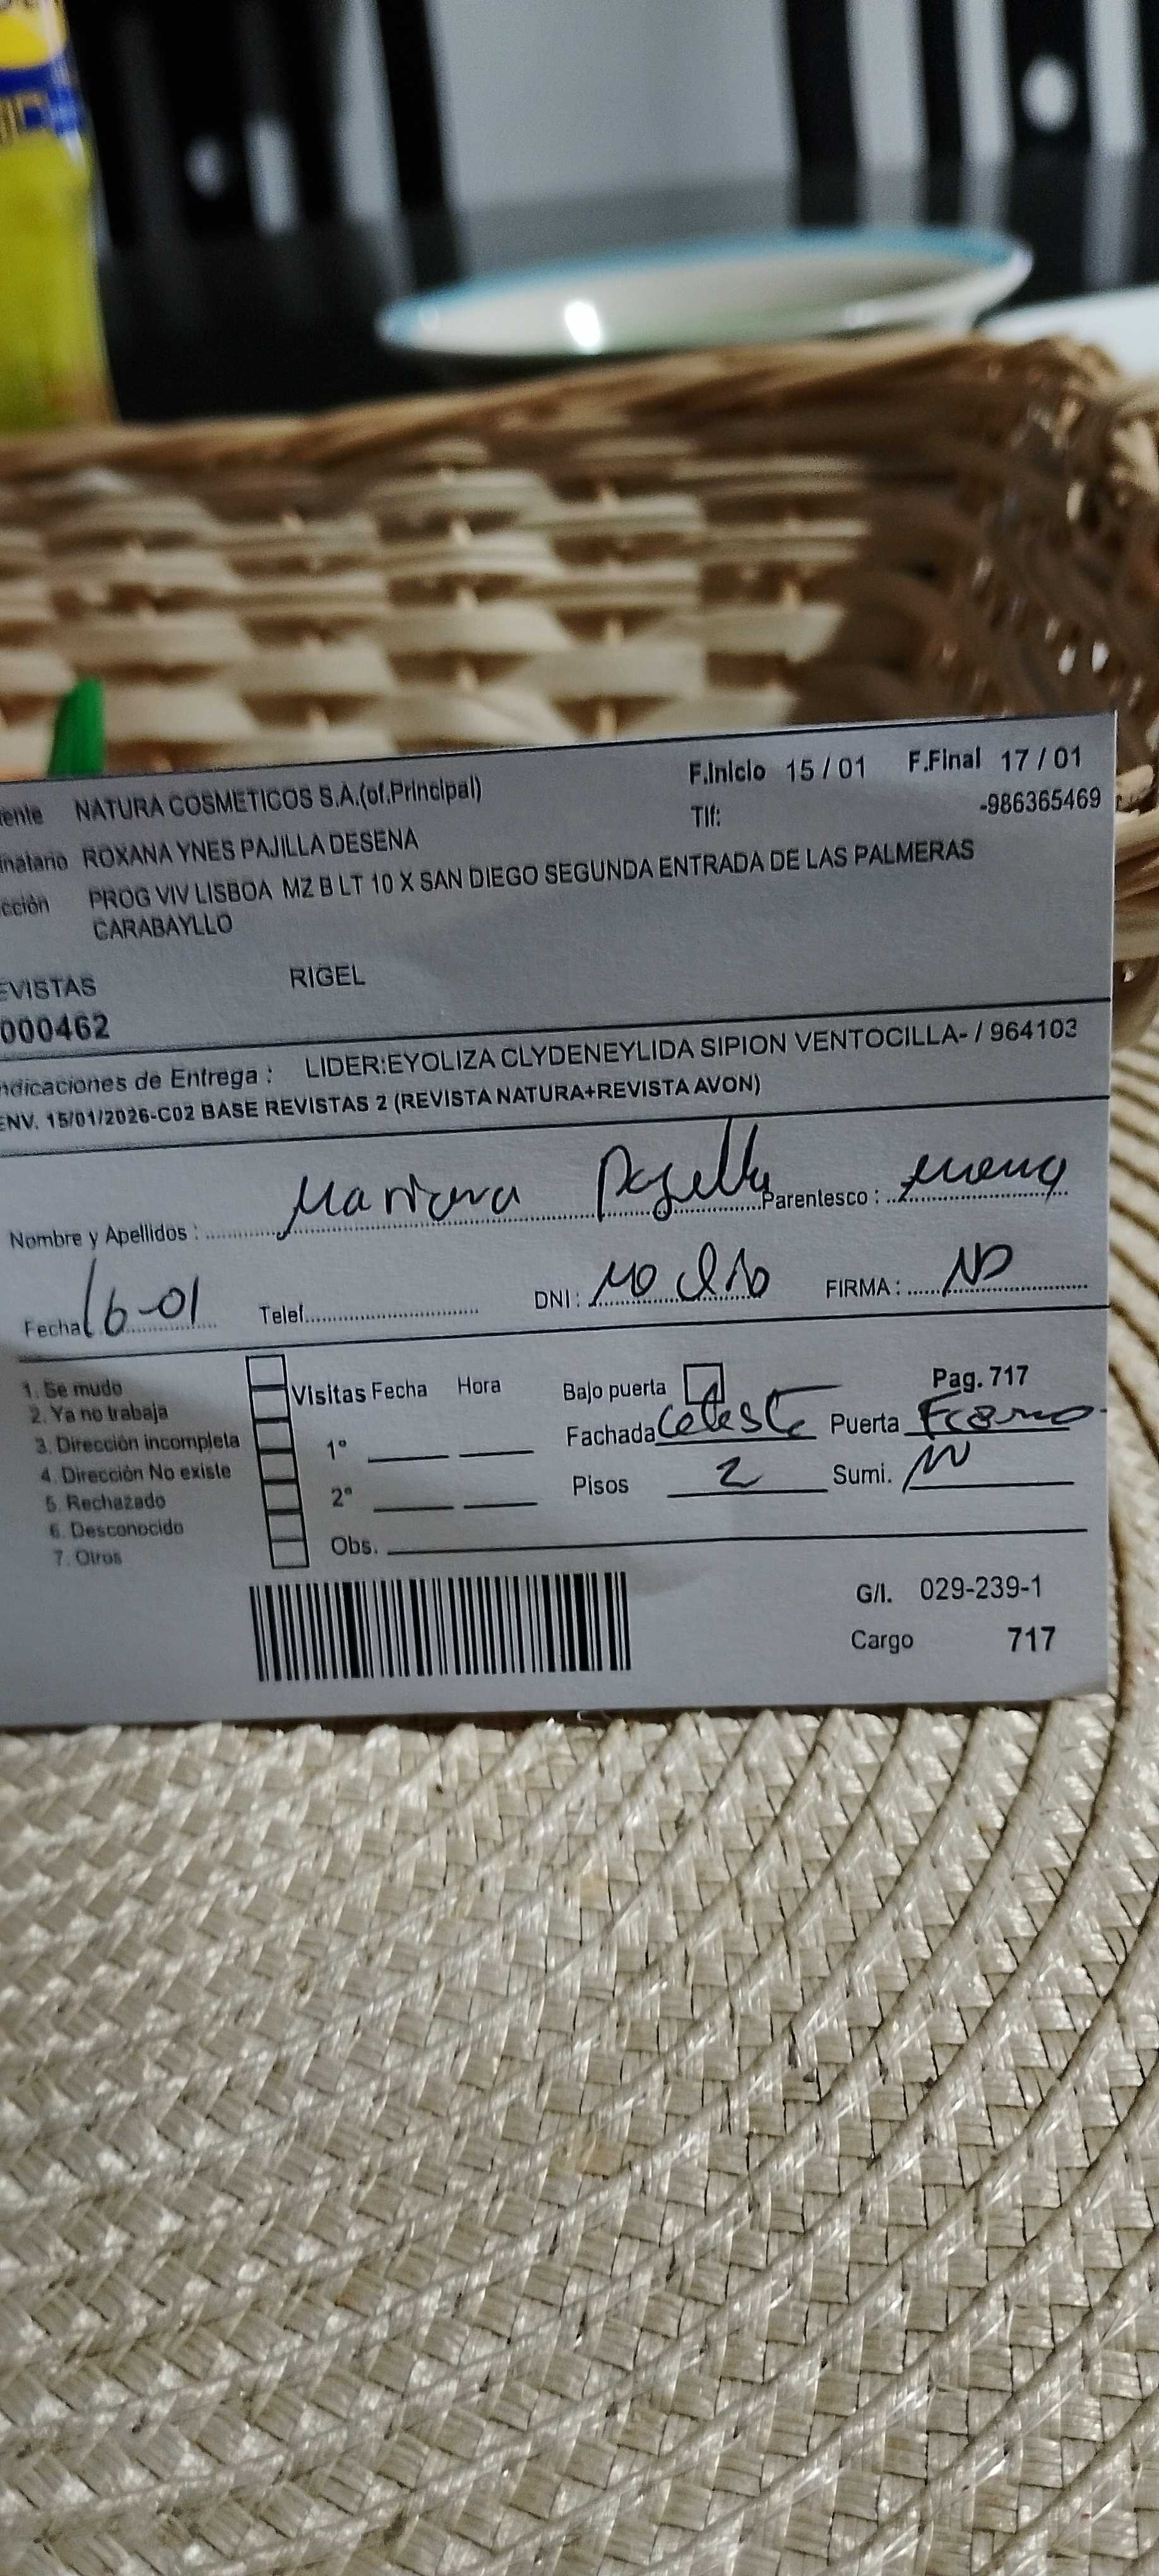 ente NATURA COSMETICOS S.A.(of.Principal) F.Inicio 15 / 01 F.Final 17 / 01
Tlf: -986365469
inatario ROXANA YNES PAJILLA DESENA
cción PROG VIV LISBOA MZ B LT 10 X SAN DIEGO SEGUNDA ENTRADA DE LAS PALMERAS
CARABAYLLO
EVISTAS RIGEL
000462
ndicaciones de Entrega : LIDER:EYOLIZA CLYDENEYLIDA SIPION VENTOCILLA- / 964103
ENV. 15/01/2026-C02 BASE REVISTAS 2 (REVISTA NATURA+REVISTA AVON)
Nombre y Apellidos : Mariana Pajilla Parentesco :
Fecha 16-01 Telef. DNI : NO DIO FIRMA :
1. Se mudo
2. Ya no trabaja
3. Dirección incompleta
4. Dirección No existe
5. Rechazado
6. Desconocido
7. Otros
Visitas Fecha Hora Bajo puerta Pag. 717
1° Fachada Celeste Puerta
2° Pisos 2 Sumi.
Obs.
G/I. 029-239-1
Cargo 717